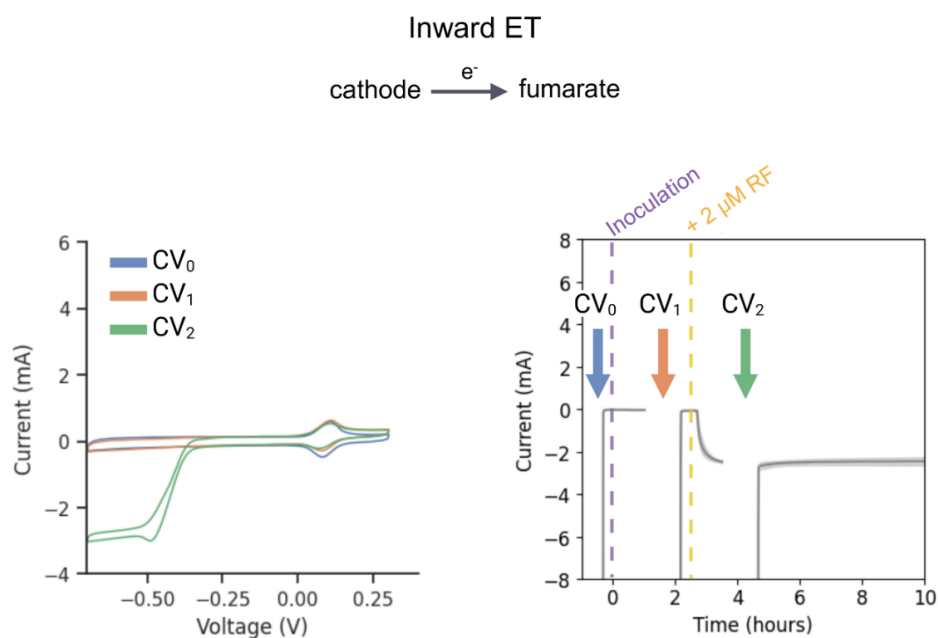 Inward ET
e-
cathode fumarate
6
4
2
0
−2
−4
Current (mA)
CV0
CV1
CV2
−0.50 −0.25 0.00 0.25
Voltage (V)
Inoculation
+ 2 μM RF
8
6
4
2
0
−2
−4
−6
−8
Current (mA)
CV0 CV1 CV2
0 2 4 6 8 10
Time (hours)